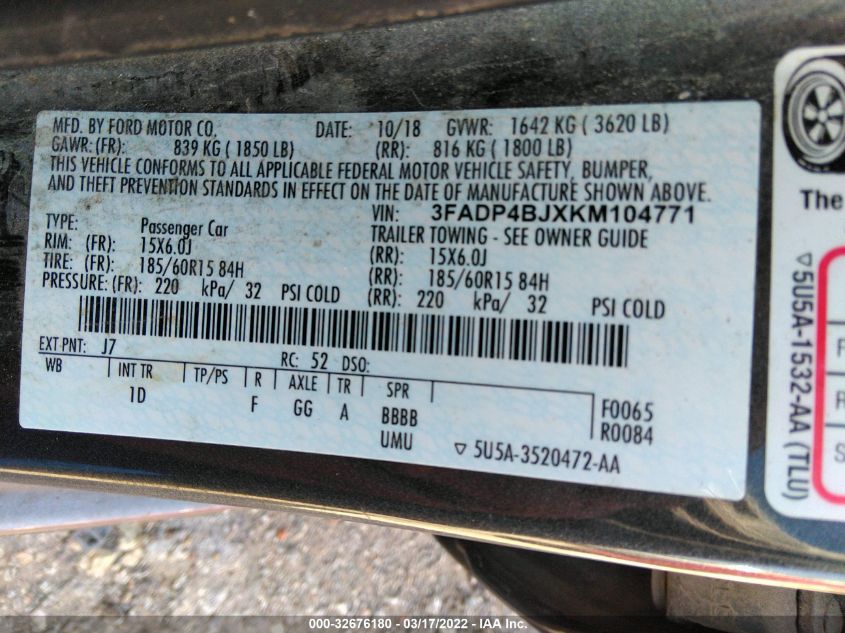 MFD. BY FORD MOTOR CO. DATE: 10/18 GVWR: 1642 KG ( 3620 LB)
GAWR:(FR): 839 KG ( 1850 LB) (RR): 816 KG ( 1800 LB)
THIS VEHICLE CONFORMS TO ALL APPLICABLE FEDERAL MOTOR VEHICLE SAFETY, BUMPER,
AND THEFT PREVENTION STANDARDS IN EFFECT ON THE DATE OF MANUFACTURE SHOWN ABOVE.
VIN: 3FADP4BJXKM104771
TYPE: Passenger Car TRAILER TOWING - SEE OWNER GUIDE
RIM: (FR): 15X6.0J (RR): 15X6.0J
TIRE: (FR): 185/60R15 84H (RR): 185/60R15 84H
PRESSURE: (FR): 220 kPa/ 32 PSI COLD (RR): 220 kPa/ 32 PSI COLD
EXT PNT: J7 RC: 52 DSO:
WB INT TR TP/PS R AXLE TR SPR
1D F GG A BBBB F0065
UMU R0084
▽ 5U5A-3520472-AA
The
▽5U5A-1532-AA (TLU)
F
R
S
000-32676180 - 03/17/2022 - IAA Inc.